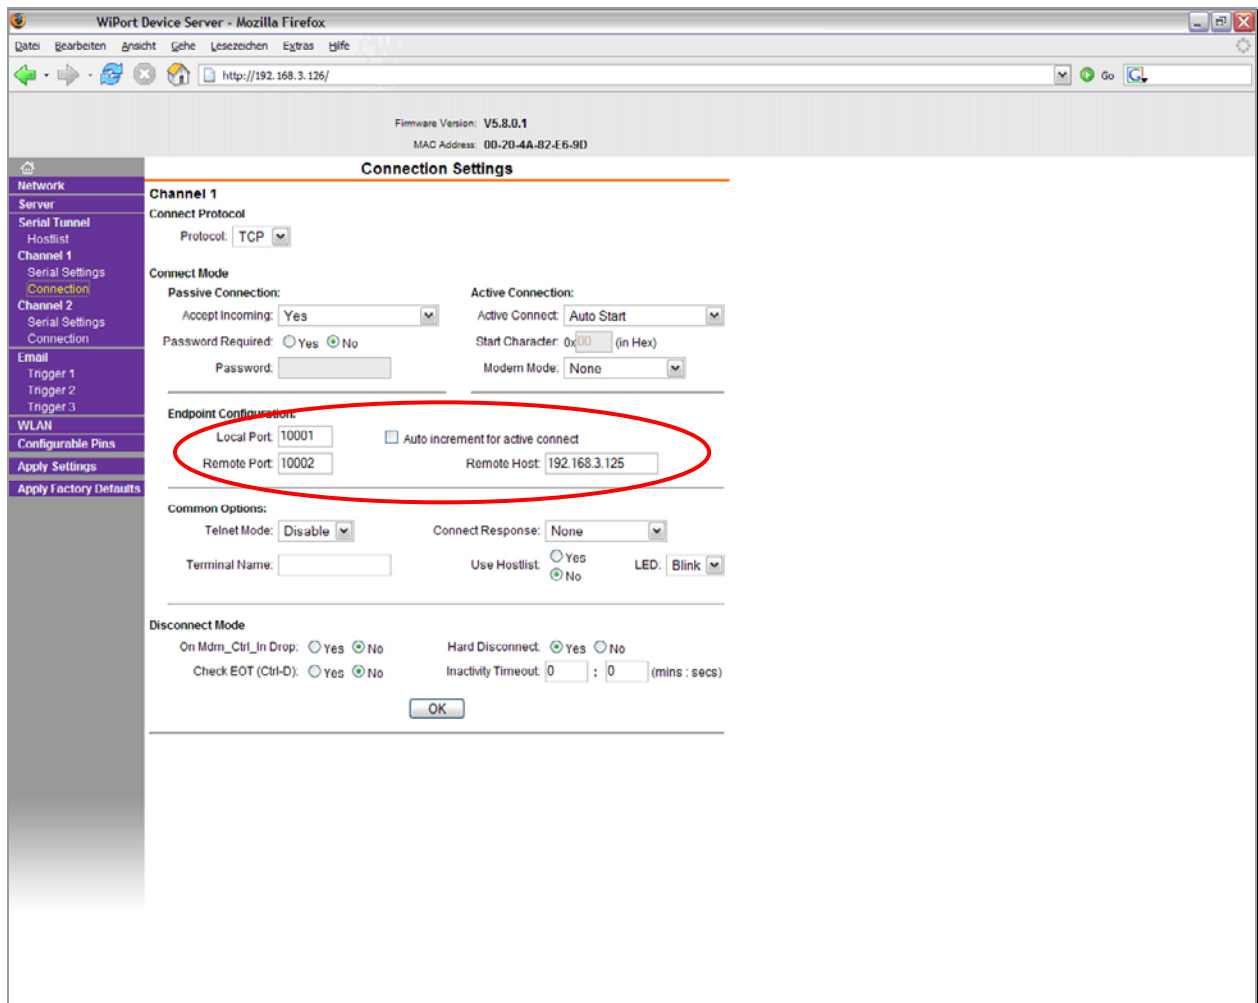 WiPort Device Server - Mozilla Firefox
Datei Bearbeiten Ansicht Gehe Lesezeichen Extras Hilfe
http://192.168.3.126/ Go
Firmware Version: V5.8.0.1
MAC Address: 00-20-4A-82-E6-9D
Network
Server
Serial Tunnel
Hostlist
Channel 1
Serial Settings
Connection
Channel 2
Serial Settings
Connection
Email
Trigger 1
Trigger 2
Trigger 3
WLAN
Configurable Pins
Apply Settings
Apply Factory Defaults
Connection Settings
Channel 1
Connect Protocol
Protocol: TCP
Connect Mode
Passive Connection: Active Connection:
Accept Incoming: Yes Active Connect: Auto Start
Password Required: Yes No Start Character: 0x00 (in Hex)
Password: Modem Mode: None
Endpoint Configuration:
Local Port: 10001 Auto increment for active connect
Remote Port: 10002 Remote Host: 192.168.3.125
Common Options:
Telnet Mode: Disable Connect Response: None
Terminal Name: Use Hostlist: Yes No LED: Blink
Disconnect Mode
On Mdm_Ctrl_In Drop: Yes No Hard Disconnect: Yes No
Check EOT (Ctrl-D): Yes No Inactivity Timeout: 0 : 0 (mins : secs)
OK